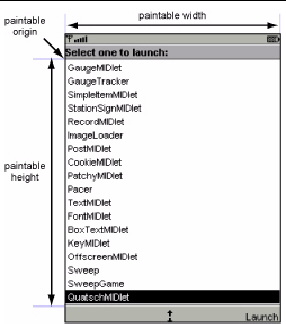 paintable width
paintable
origin
Select one to launch:
GaugeMIDlet
GaugeTracker
SimpleItemMIDlet
StationSignMIDlet
RecordMIDlet
ImageLoader
PostMIDlet
CookieMIDlet
PatchyMIDlet
Pacer
TextMIDlet
FontMIDlet
BoxTextMIDlet
KeyMIDlet
OffscreenMIDlet
Sweep
SweepGame
QuatschMIDlet
paintable
height
Launch